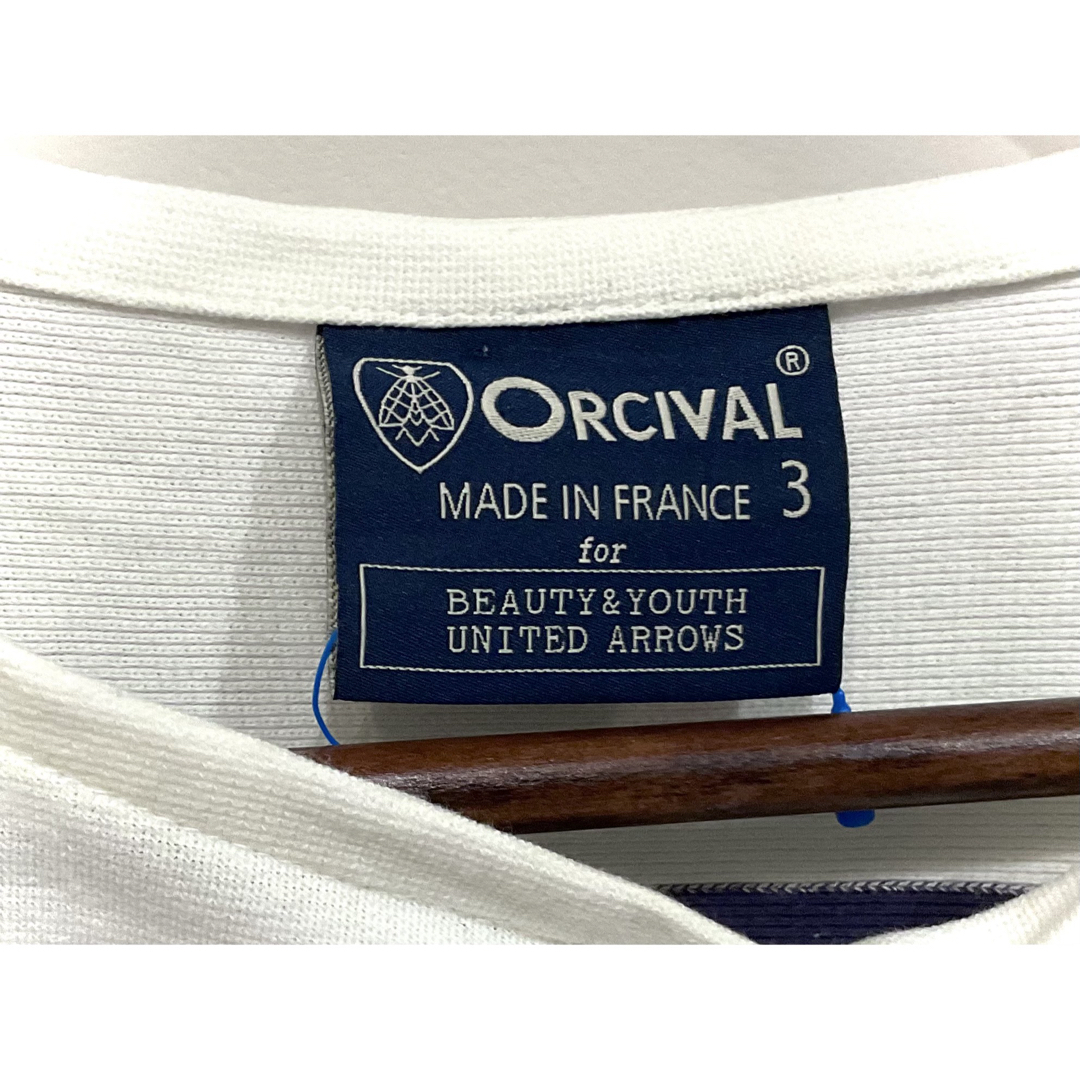 ORCIVAL®
MADE IN FRANCE 3
for
BEAUTY&YOUTH
UNITED ARROWS